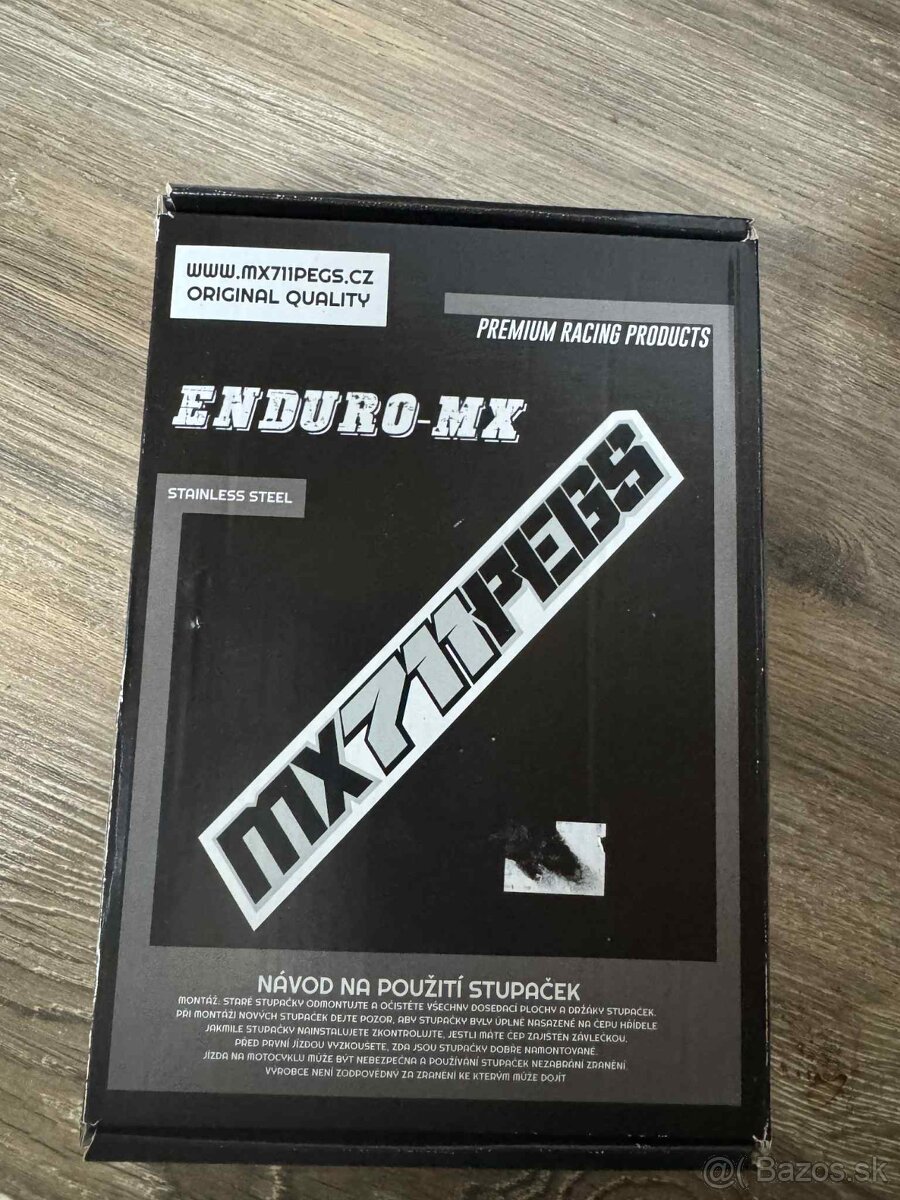 WWW.MX711PEGS.CZ
ORIGINAL QUALITY
PREMIUM RACING PRODUCTS
ENDURO-MX
STAINLESS STEEL
MX711PEGS
NÁVOD NA POUŽITÍ STUPAČEK
MONTÁŽ: STARÉ STUPAČKY ODMONTUJTE A OČISTĚTE VŠECHNY DOSEDACÍ PLOCHY A DRŽÁKY STUPAČEK.
PŘI MONTÁŽI NOVÝCH STUPAČEK DEJTE POZOR, ABY STUPAČKY BYLY ÚPLNĚ NASAZENÉ NA ČEPU HŘÍDELE
JAKMILE STUPAČKY NAINSTALUJETE ZKONTROLUJTE, JESTLI MÁTE ČEP ZAJIŠTEN ZÁVLEČKOU.
PŘED PRVNÍ JÍZDOU VYZKOUŠEJTE, ZDA JSOU STUPAČKY DOBŘE NAMONTOVANÉ.
JÍZDA NA MOTOCYKLU MŮŽE BÝT NEBEZPEČNÁ A POUŽÍVÁNÍ STUPAČEK NEZABRÁNÍ ZRANĚNÍ.
VÝROBCE NENÍ ZODPOVĚDNÝ ZA ZRANĚNÍ KE KTERÝM MŮŽE DOJÍT
@( Bazos.sk